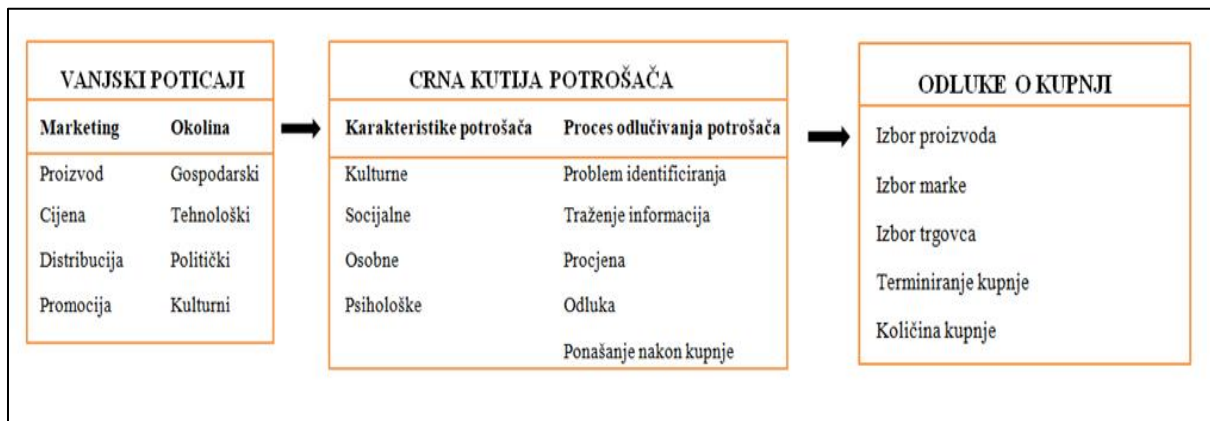 VANJSKI POTICAJI
Marketing Okolina
Proizvod Gospodarski
Cijena Tehnološki
Distribucija Politički
Promocija Kulturni
CRNA KUTIJA POTROŠAČA
Karakteristike potrošača Proces odlučivanja potrošača
Kulturne Problem identificiranja
Socijalne Traženje informacija
Osobne Procjena
Psihološke Odluka
Ponašanje nakon kupnje
ODLUKE O KUPNJI
Izbor proizvoda
Izbor marke
Izbor trgovca
Terminiranje kupnje
Količina kupnje